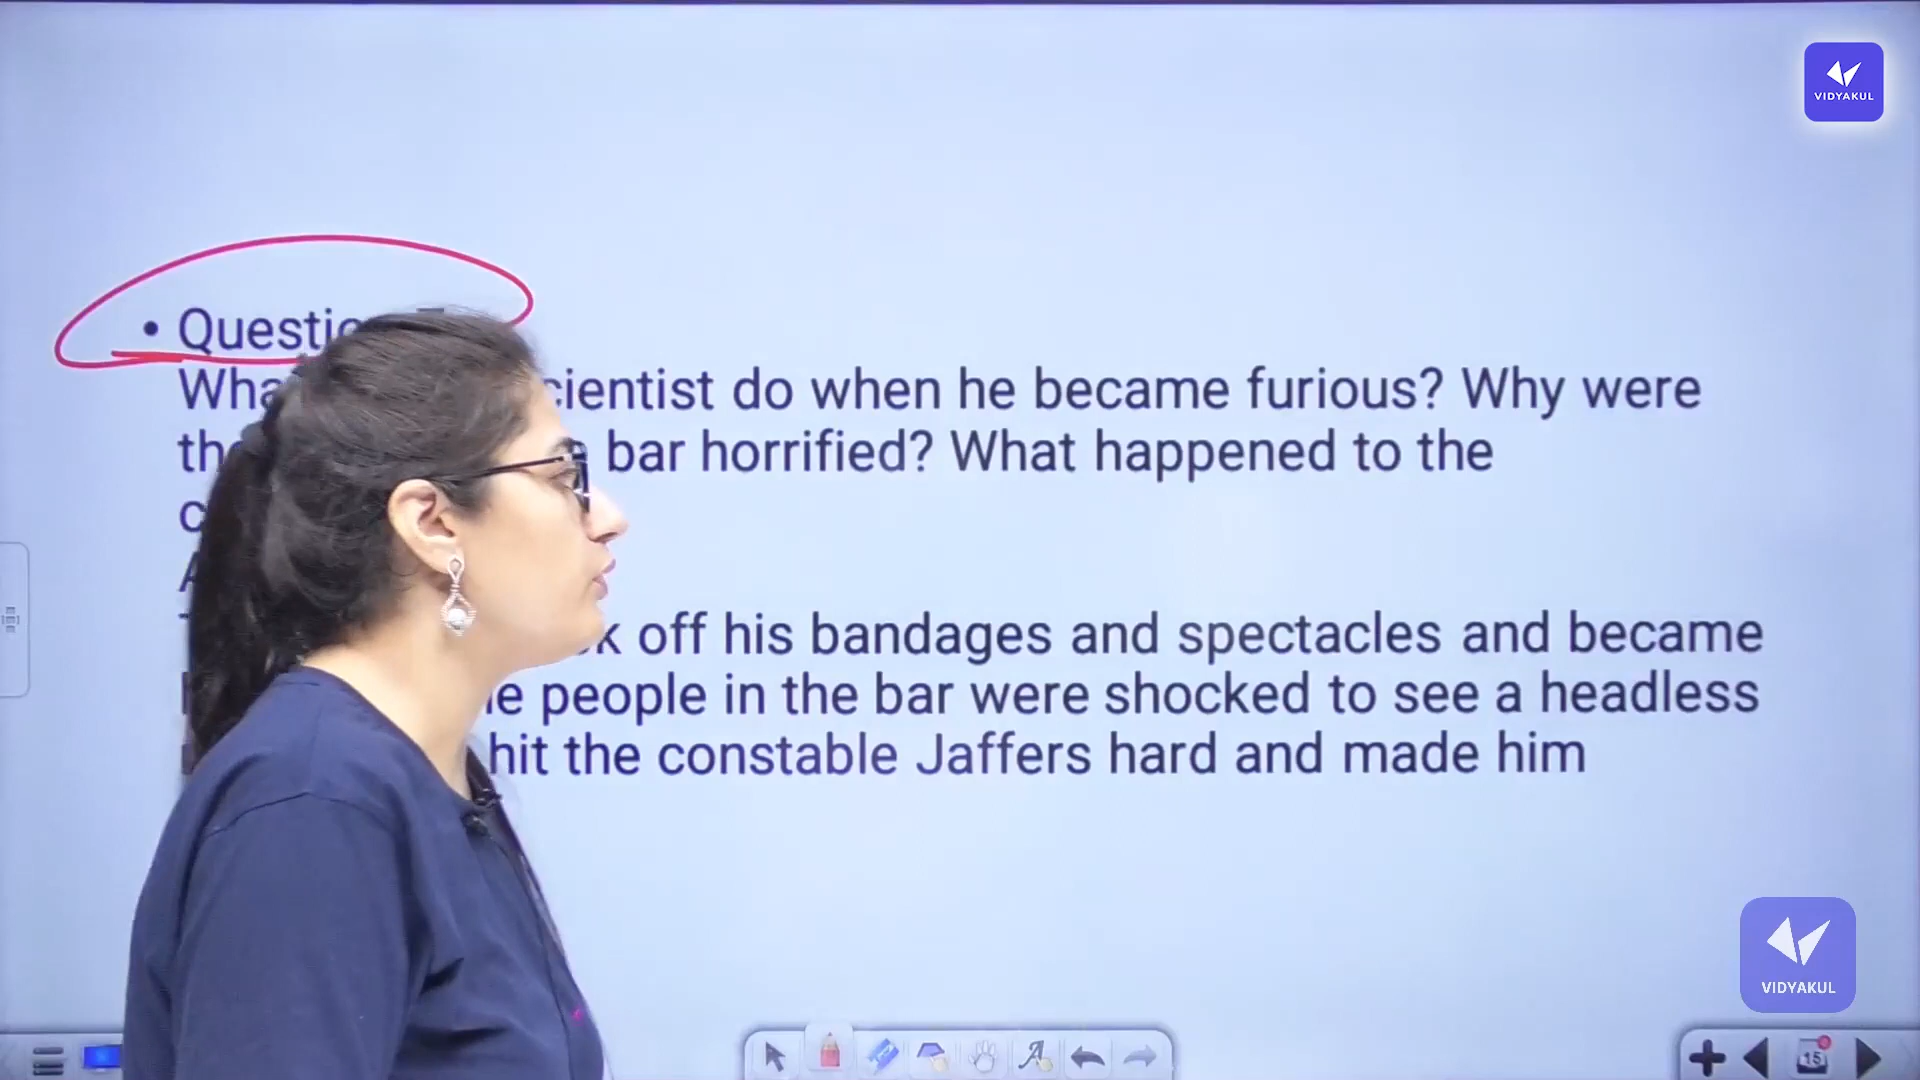 VIDYAKUL
• Questio
Wha cientist do when he became furious? Why were
th bar horrified? What happened to the
c
k off his bandages and spectacles and became
le people in the bar were shocked to see a headless
hit the constable Jaffers hard and made him
VIDYAKUL
15